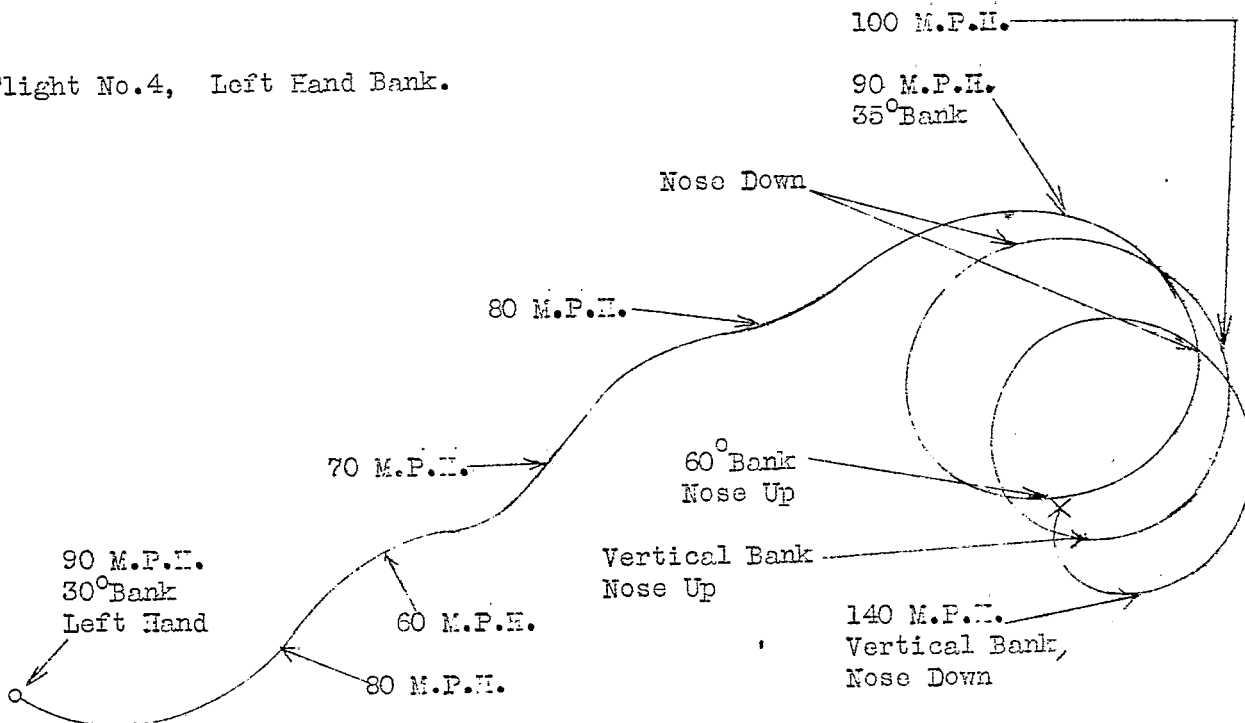 100 M.P.H.
Flight No.4, Left Hand Bank.
90 M.P.H.
35° Bank
Nose Down
80 M.P.H.
70 M.P.H.
60° Bank
Nose Up
90 M.P.H.
30° Bank
Left Hand
Vertical Bank
Nose Up
60 M.P.H.
140 M.P.H.
Vertical Bank,
Nose Down
80 M.P.H.